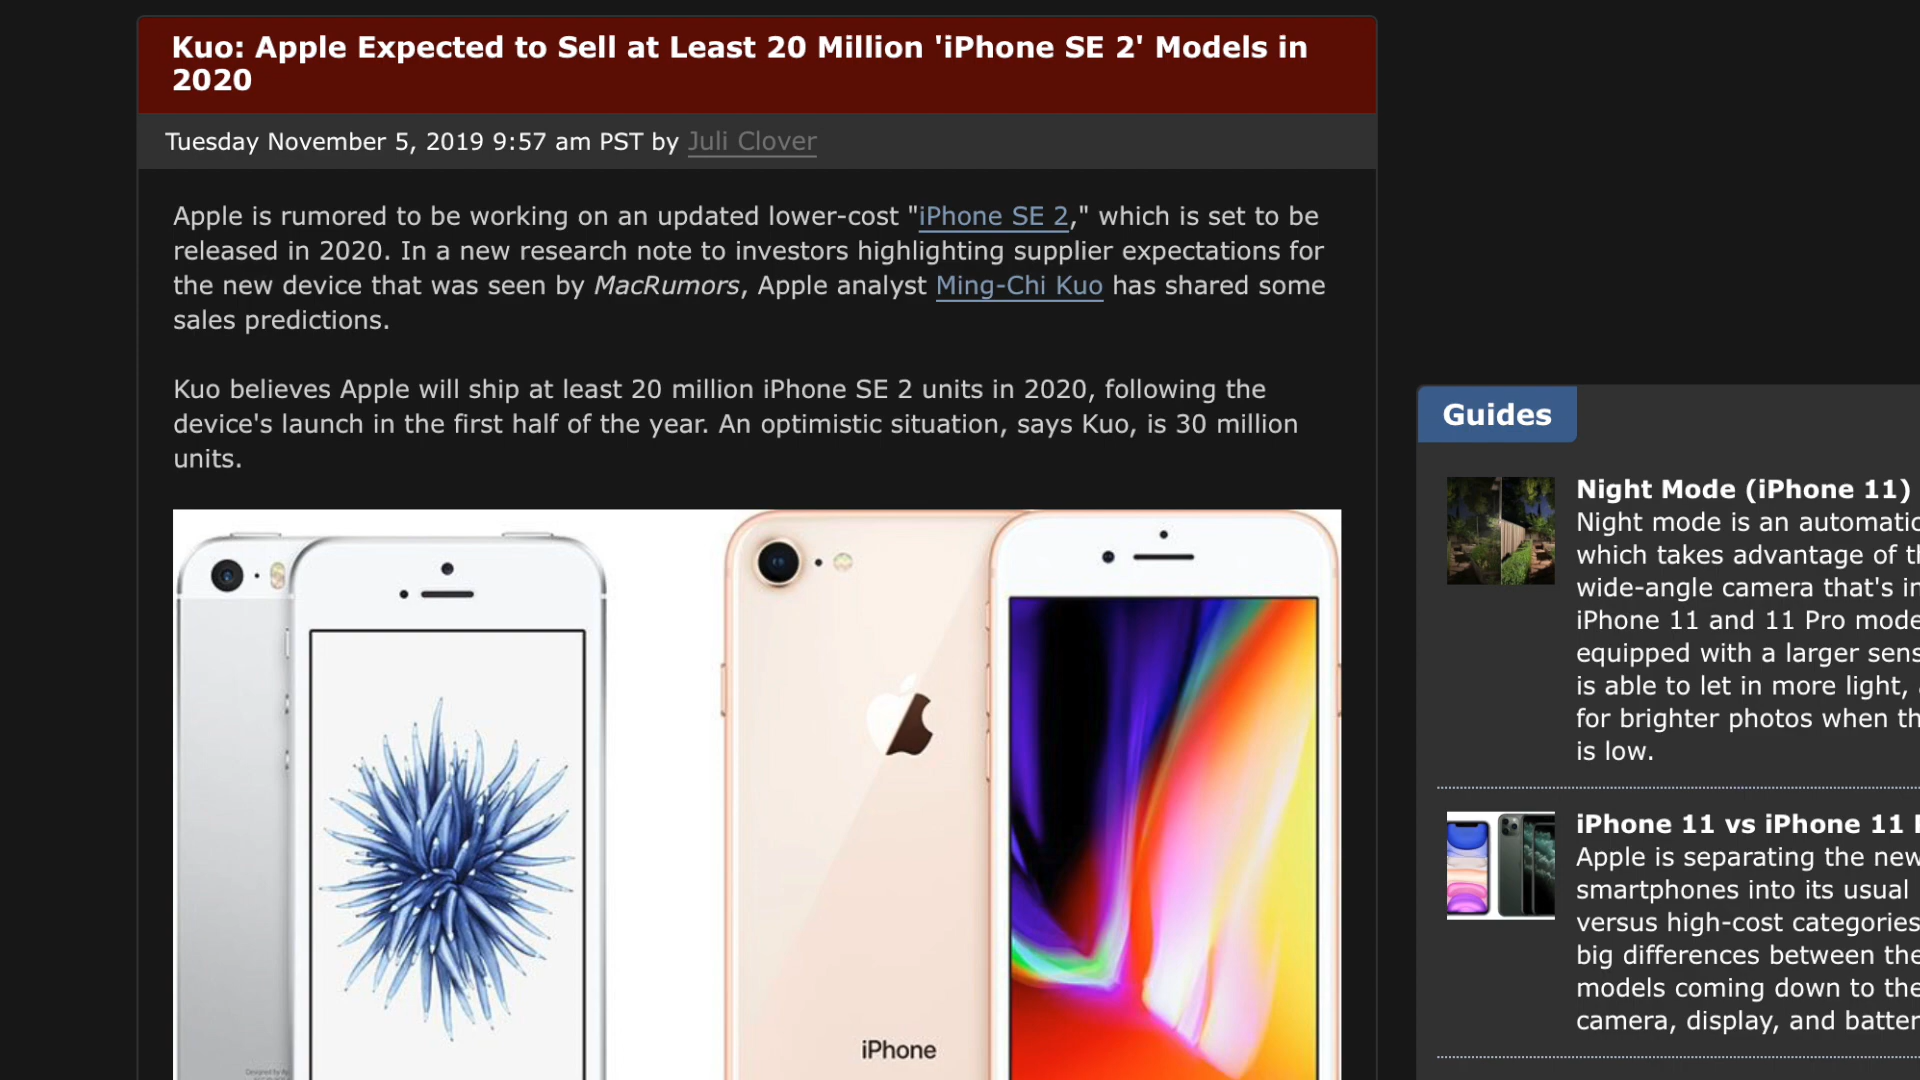 Kuo: Apple Expected to Sell at Least 20 Million 'iPhone SE 2' Models in
2020
Tuesday November 5, 2019 9:57 am PST by Juli Clover
Apple is rumored to be working on an updated lower-cost "iPhone SE 2," which is set to be
released in 2020. In a new research note to investors highlighting supplier expectations for
the new device that was seen by MacRumors, Apple analyst Ming-Chi Kuo has shared some
sales predictions.
Kuo believes Apple will ship at least 20 million iPhone SE 2 units in 2020, following the
device's launch in the first half of the year. An optimistic situation, says Kuo, is 30 million
units.
iPhone
Guides
Night Mode (iPhone 11)
Night mode is an automatic
which takes advantage of
wide-angle camera that's
iPhone 11 and 11 Pro
equipped with a larger
is able to let in more light,
for brighter photos when
is low.
iPhone 11 vs iPhone 11
Apple is separating the new
smartphones into its usual
versus high-cost categories
big differences between the
models coming down to the
camera, display, and